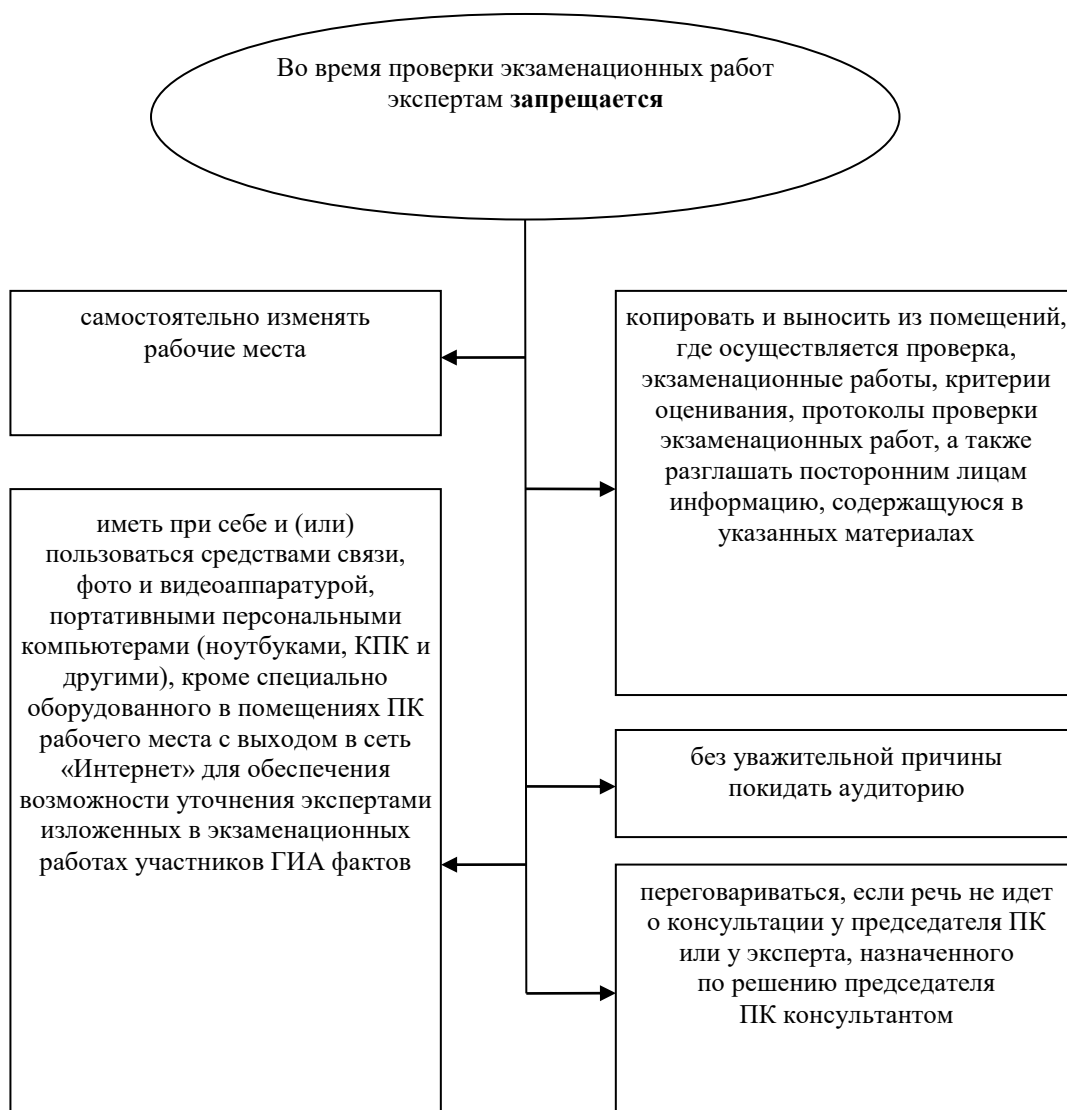 Во время проверки экзаменационных работ
экспертам запрещается
самостоятельно изменять
рабочие места
копировать и выносить из помещений,
где осуществляется проверка,
экзаменационные работы, критерии
оценивания, протоколы проверки
экзаменационных работ, а также
разглашать посторонним лицам
информацию, содержащуюся в
указанных материалах
иметь при себе и (или)
пользоваться средствами связи,
фото и видеоаппаратурой,
портативными персональными
компьютерами (ноутбуками, КПК и
другими), кроме специально
оборудованного в помещениях ПК
рабочего места с выходом в сеть
«Интернет» для обеспечения
возможности уточнения экспертами
изложенных в экзаменационных
работах участников ГИА фактов
без уважительной причины
покидать аудиторию
переговариваться, если речь не идет
о консультации у председателя ПК
или у эксперта, назначенного
по решению председателя
ПК консультантом